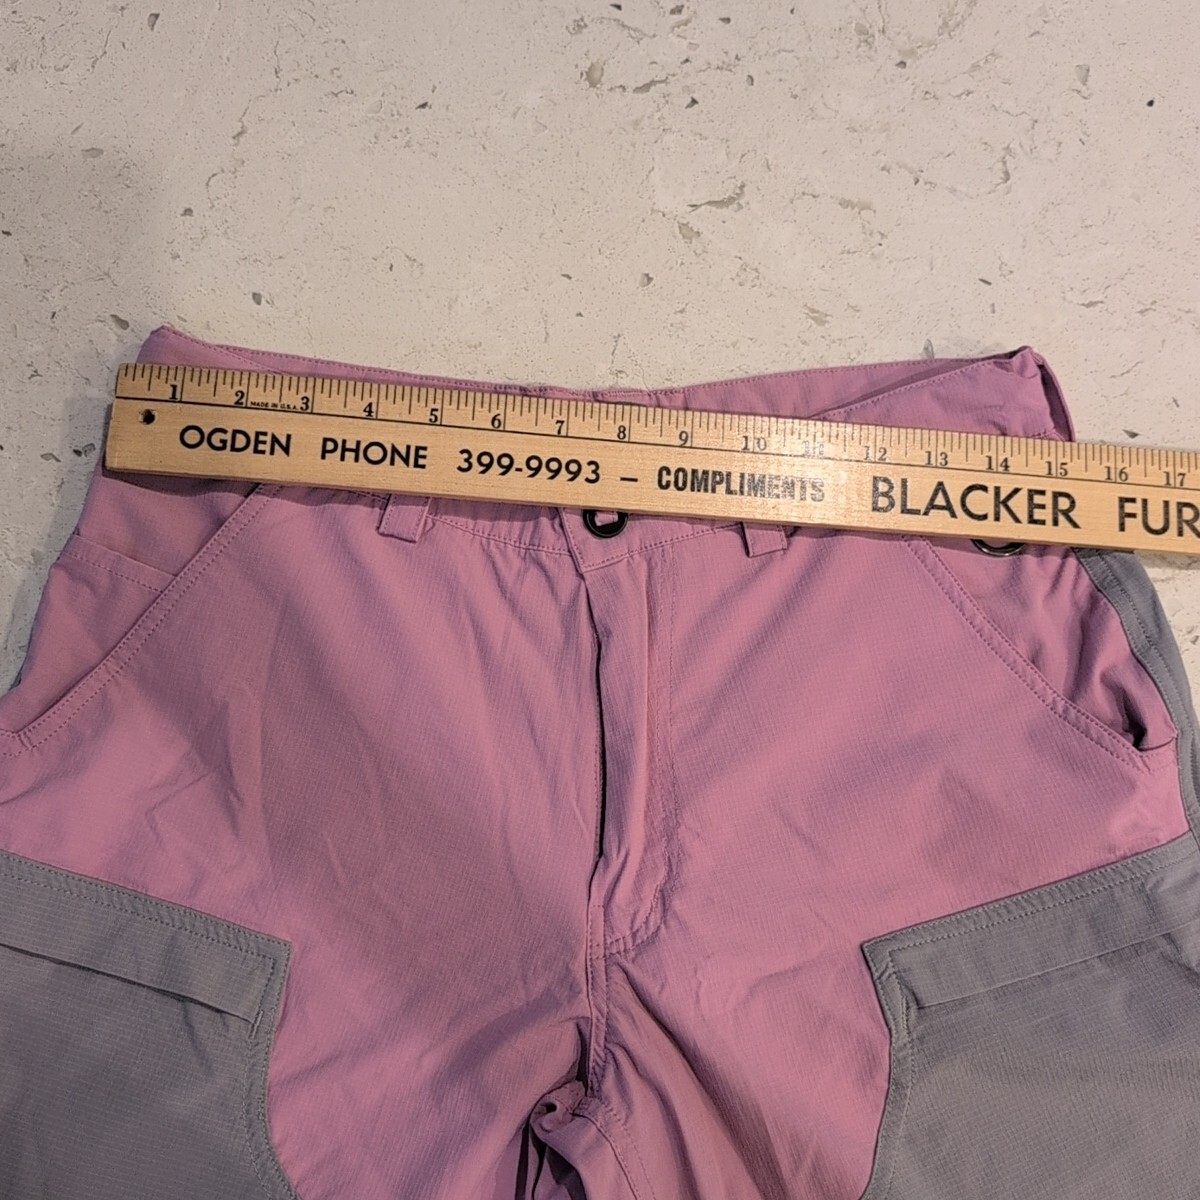 1 2 MADE IN U.S.A. 3 4 5 6 7 8 9 10 11 12 13 14 15 16 17
OGDEN PHONE 399-9993 – COMPLIMENTS BLACKER FUR